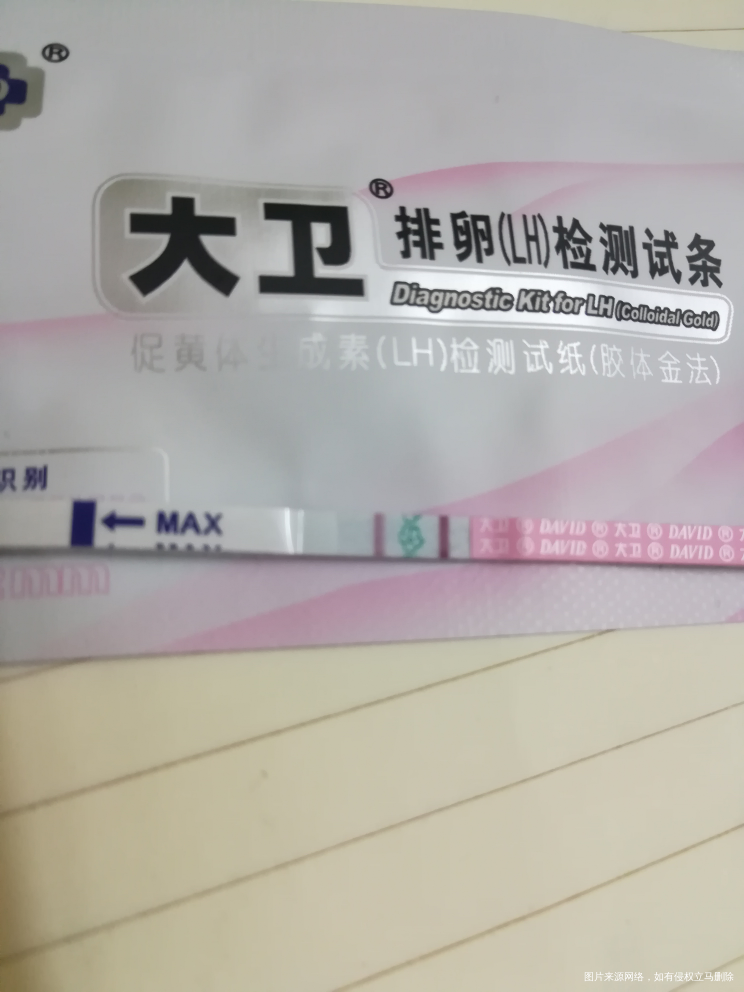 ®
大卫®
排卵(LH)检测试条
Diagnostic Kit for LH (Colloidal Gold)
促黄体生成素(LH)检测试纸(胶体金法)
识别
MAX
大卫 ® DAVID ® 大卫 ® DAVID ®
大卫 ® DAVID ® 大卫 ® DAVID ®
mm
图片来源网络，如有侵权立马删除